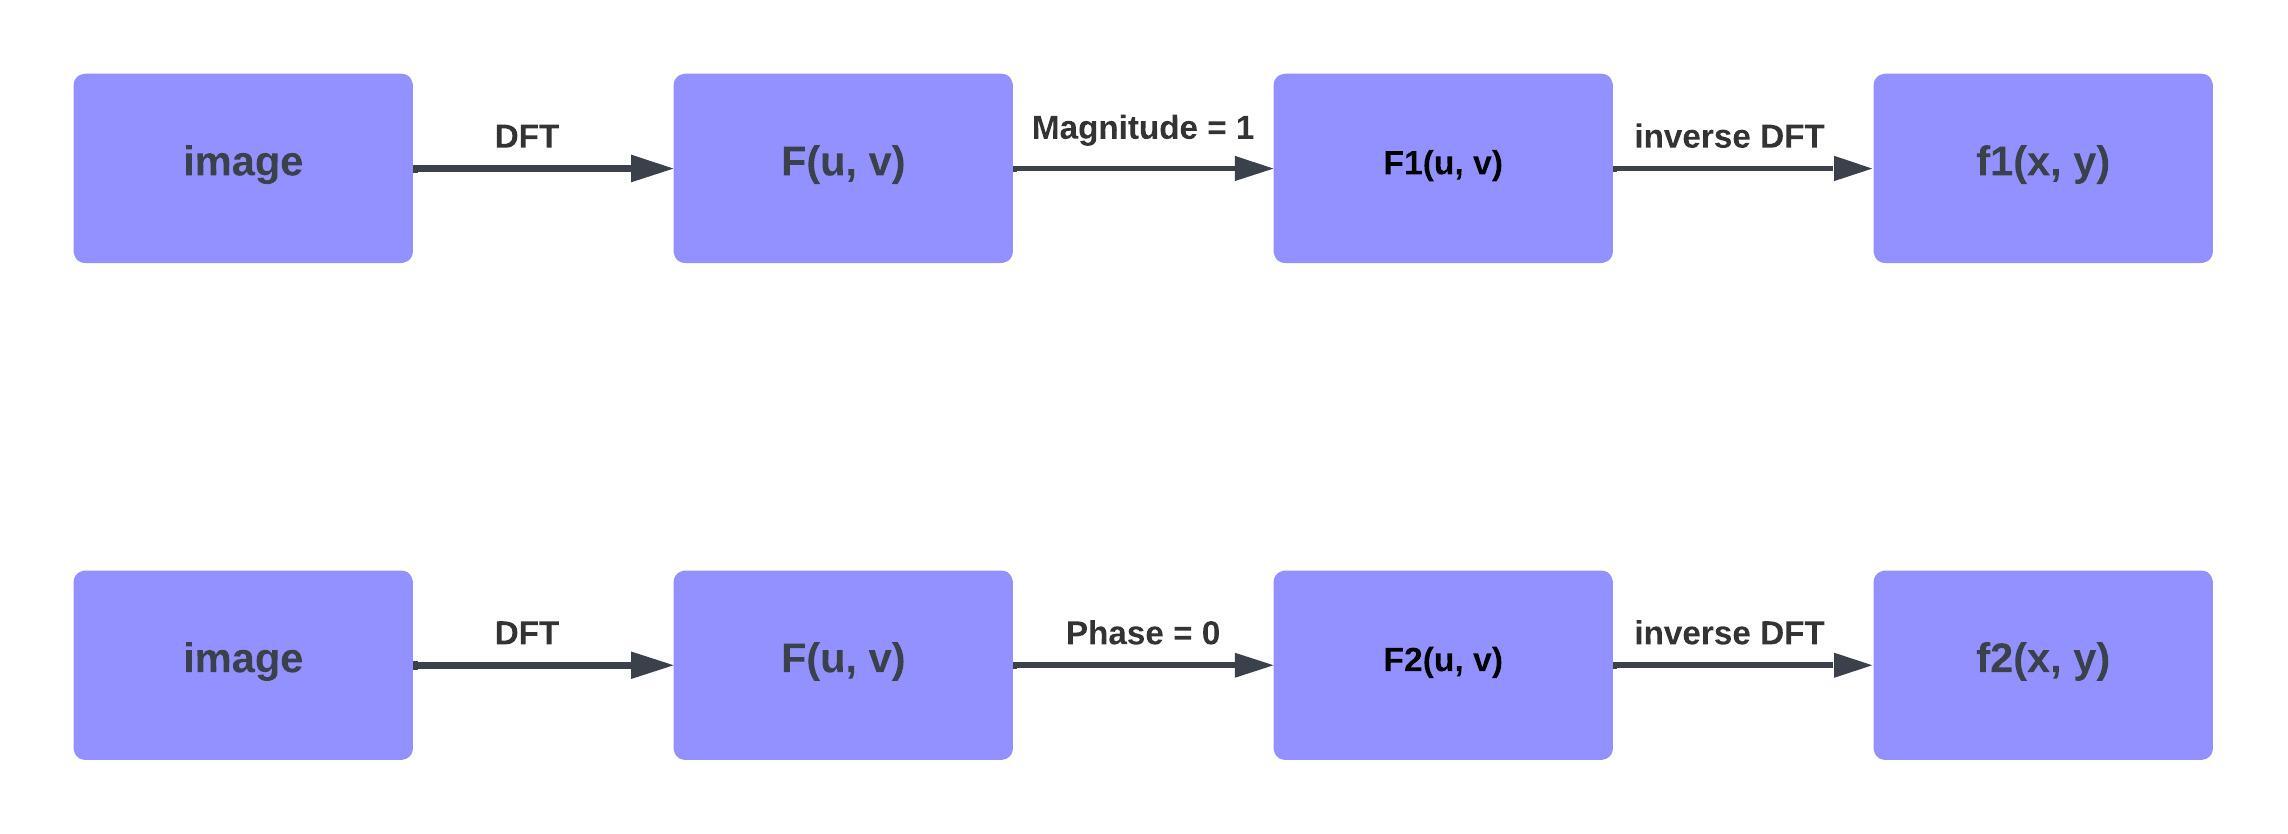 image
DFT
F(u, v)
Magnitude = 1
F1(u, v)
inverse DFT
f1(x, y)
image
DFT
F(u, v)
Phase = 0
F2(u, v)
inverse DFT
f2(x, y)